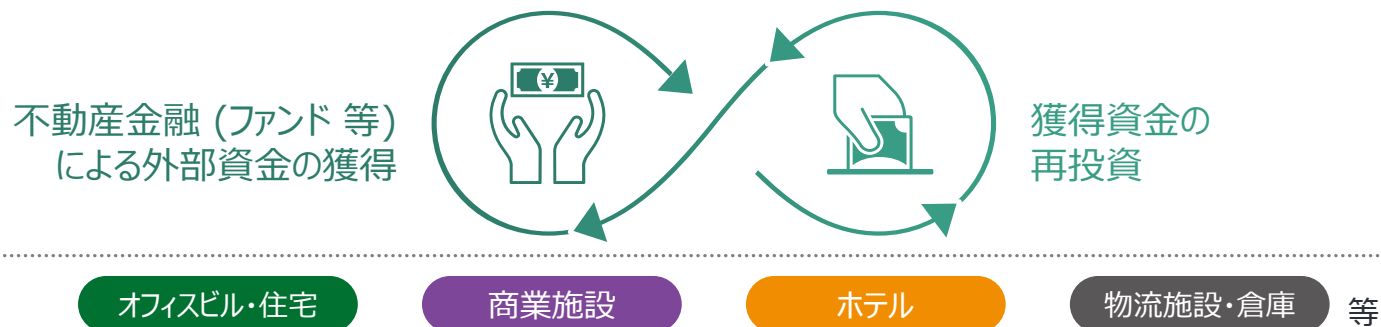 ¥
不動産金融 (ファンド 等)
による外部資金の獲得
獲得資金の
再投資
オフィスビル・住宅
商業施設
ホテル
物流施設・倉庫
等